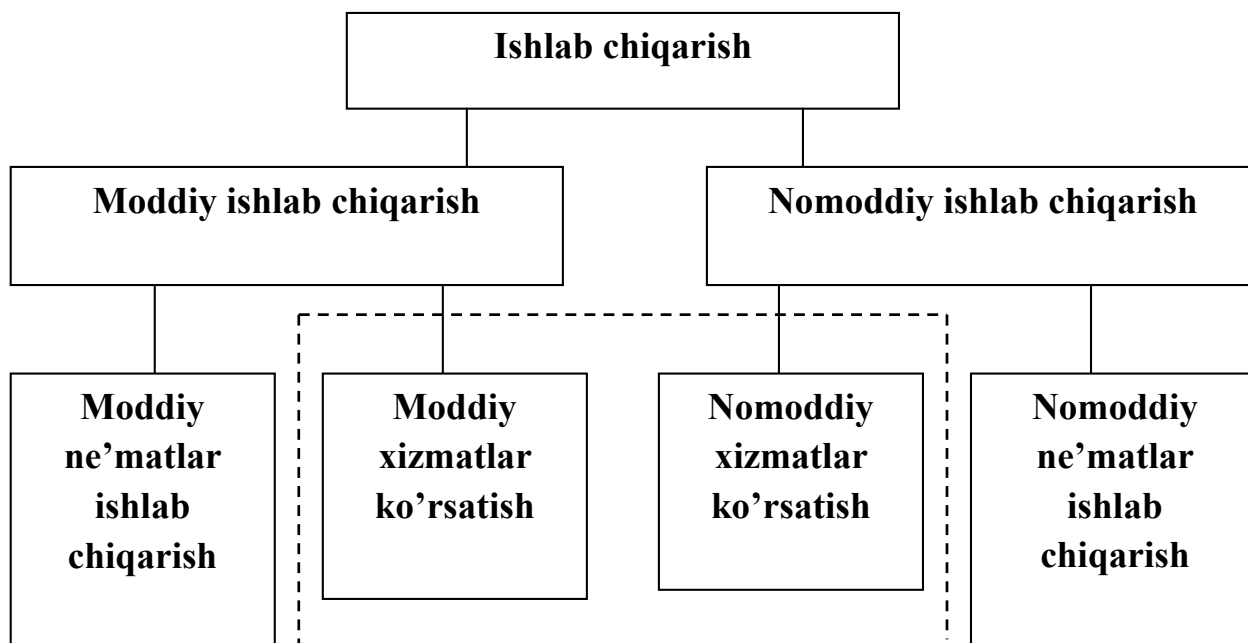 Ishlab chiqarish
Moddiy ishlab chiqarish
Nomoddiy ishlab chiqarish
Moddiy
ne’matlar
ishlab
chiqarish
Moddiy
xizmatlar
ko’rsatish
Nomoddiy
xizmatlar
ko’rsatish
Nomoddiy
ne’matlar
ishlab
chiqarish